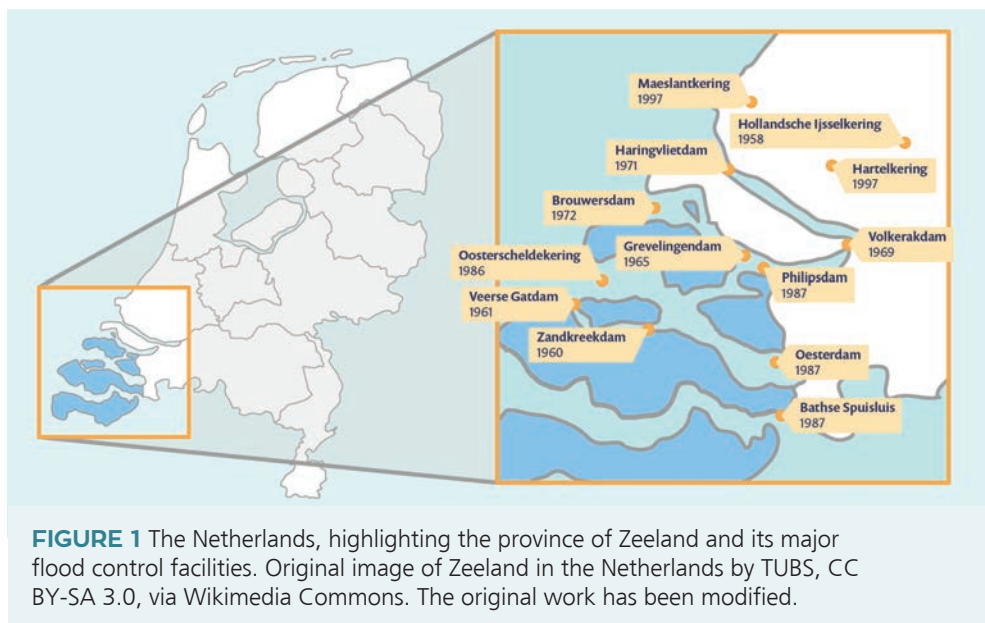 Maeslantkering
1997
Hollandsche Ijsselkering
1958
Haringvlietdam
1971
Hartelkering
1997
Brouwersdam
1972
Grevelingendam
1965
Volkerakdam
1969
Oosterscheldekering
1986
Philipsdam
1987
Veerse Gatdam
1961
Zandkreekdam
1960
Oesterdam
1987
Bathse Spuisluis
1987
FIGURE 1 The Netherlands, highlighting the province of Zeeland and its major
flood control facilities. Original image of Zeeland in the Netherlands by TUBS, CC
BY-SA 3.0, via Wikimedia Commons. The original work has been modified.